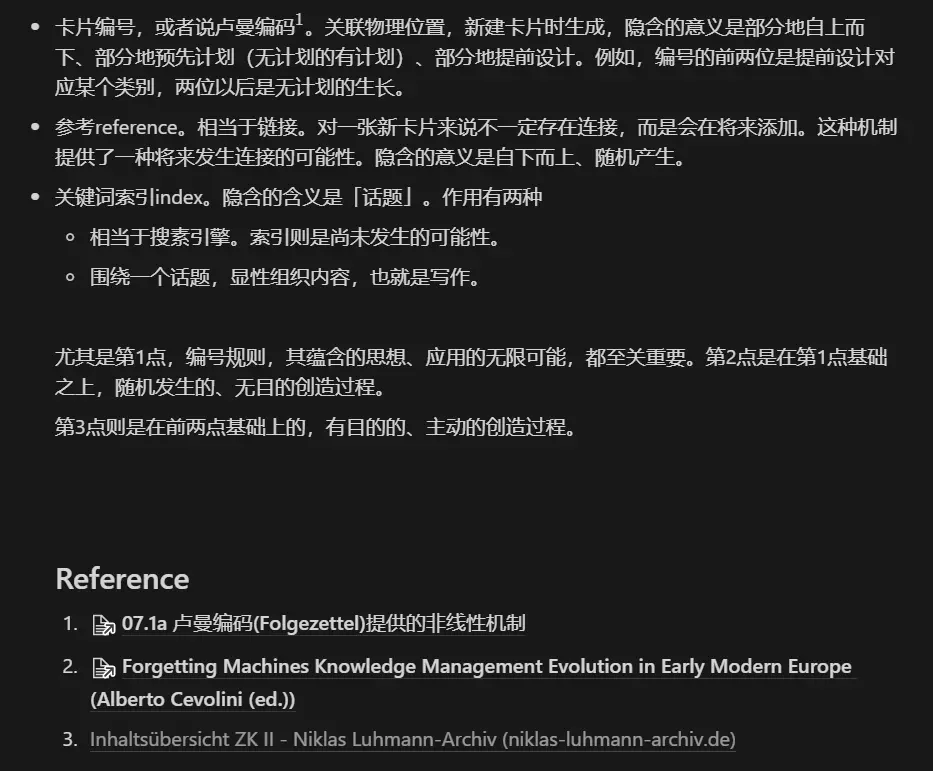 卡片编号，或者说卢曼编码1。关联物理位置，新建卡片时生成，隐含的意义是部分地自上而
下、部分地预先计划（无计划的有计划）、部分地提前设计。例如，编号的前两位是提前设计对
应某个类别，两位以后是无计划的生长。
参考reference。相当于链接。对一张新卡片来说不一定存在连接，而是会在将来添加。这种机制
提供了一种将来发生连接的可能性。隐含的意义是自下而上、随机产生。
关键词索引index。隐含的含义是「话题」。作用有两种
相当于搜素引擎。索引则是尚未发生的可能性。
围绕一个话题，显性组织内容，也就是写作。
尤其是第1点，编号规则，其蕴含的思想、应用的无限可能，都至关重要。第2点是在第1点基础
之上，随机发生的、无目的创造过程。
第3点则是在前两点基础上的，有目的的、主动的创造过程。
Reference
1. 07.1a 卢曼编码(Folgezettel)提供的非线性机制
2. Forgetting Machines Knowledge Management Evolution in Early Modern Europe
(Alberto Cevolini (ed.))
3. Inhaltsübersicht ZK II - Niklas Luhmann-Archiv (niklas-luhmann-archiv.de)